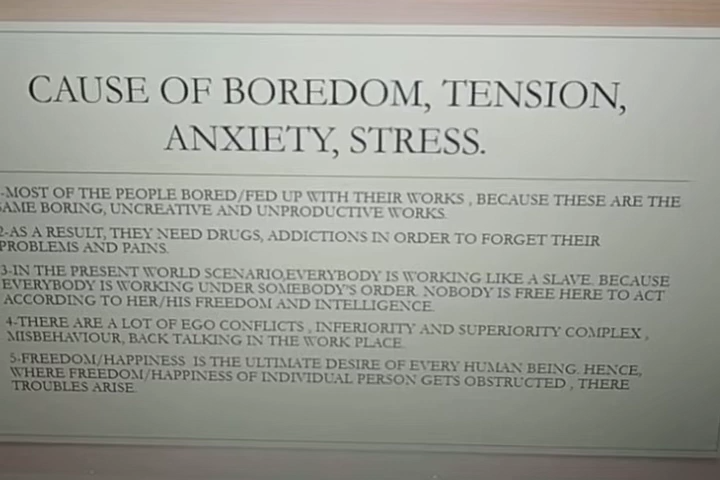 CAUSE OF BOREDOM, TENSION,
ANXIETY, STRESS.
-MOST OF THE PEOPLE BORED/FED UP WITH THEIR WORKS , BECAUSE THESE ARE THE
SAME BORING, UNCREATIVE AND UNPRODUCTIVE WORKS.
2-AS A RESULT, THEY NEED DRUGS, ADDICTIONS IN ORDER TO FORGET THEIR
PROBLEMS AND PAINS.
3-IN THE PRESENT WORLD SCENARIO,EVERYBODY IS WORKING LIKE A SLAVE. BECAUSE
EVERYBODY IS WORKING UNDER SOMEBODY'S ORDER. NOBODY IS FREE HERE TO ACT
ACCORDING TO HER/HIS FREEDOM AND INTELLIGENCE.
4-THERE ARE A LOT OF EGO CONFLICTS , INFERIORITY AND SUPERIORITY COMPLEX ,
MISBEHAVIOUR, BACK TALKING IN THE WORK PLACE.
5-FREEDOM/HAPPINESS IS THE ULTIMATE DESIRE OF EVERY HUMAN BEING. HENCE,
WHERE FREEDOM/HAPPINESS OF INDIVIDUAL PERSON GETS OBSTRUCTED , THERE
TROUBLES ARISE.